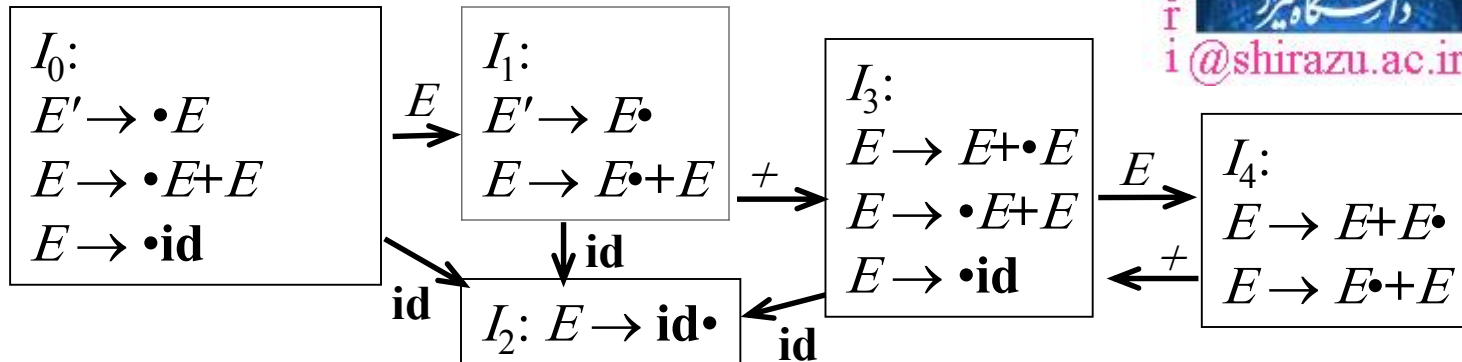 I₀:
E′ → •E
E → •E+E
E → •id
E
id
I₁:
E′ → E•
E → E•+E
id
+
I₂: E → id•
I₃:
E → E+•E
E → •E+E
E → •id
id
E
+
I₄:
E → E+E•
E → E•+E
r
i @shirazu.ac.ir